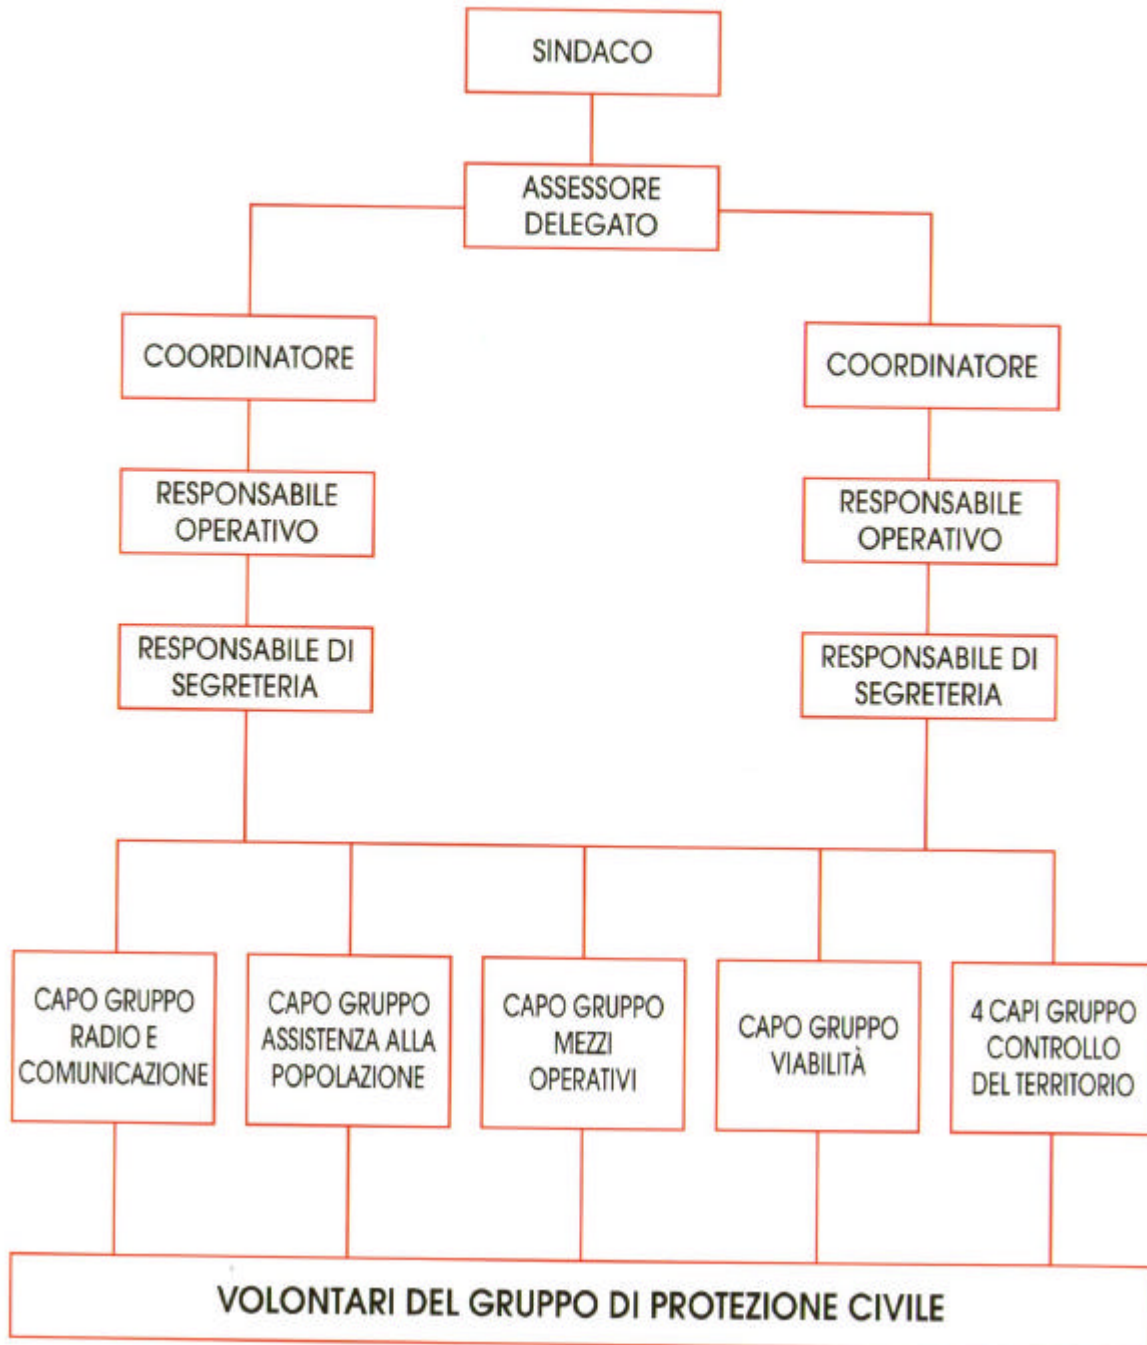 SINDACO
ASSESSORE
DELEGATO
COORDINATORE
COORDINATORE
RESPONSABILE
OPERATIVO
RESPONSABILE
OPERATIVO
RESPONSABILE DI
SEGRETERIA
RESPONSABILE DI
SEGRETERIA
CAPO GRUPPO
RADIO E
COMUNICAZIONE
CAPO GRUPPO
ASSISTENZA ALLA
POPOLAZIONE
CAPO GRUPPO
MEZZI
OPERATIVI
CAPO GRUPPO
VIABILITÀ
4 CAPI GRUPPO
CONTROLLO
DEL TERRITORIO
VOLONTARI DEL GRUPPO DI PROTEZIONE CIVILE